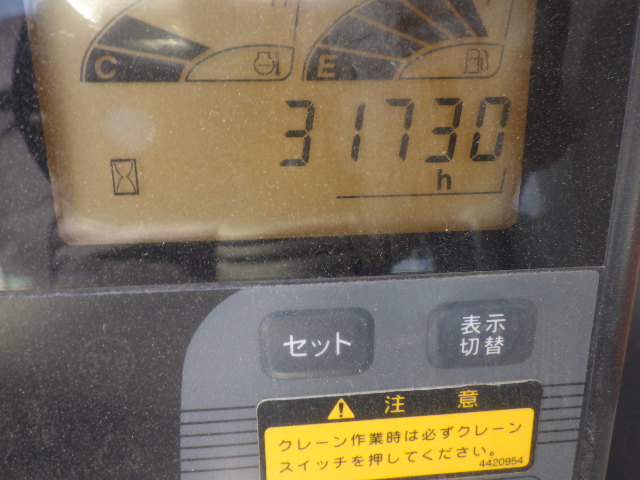 C
E
31730
h
セット
表示
切替
注意
クレーン作業時は必ずクレーン
スイッチを押してください。
4420954